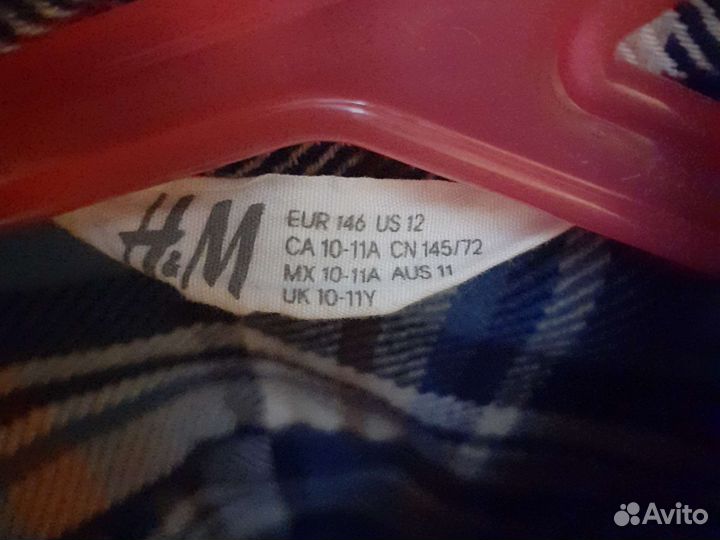 H&M
EUR 146 US 12
CA 10-11A CN 145/72
MX 10-11A AUS 11
UK 10-11Y
Avito